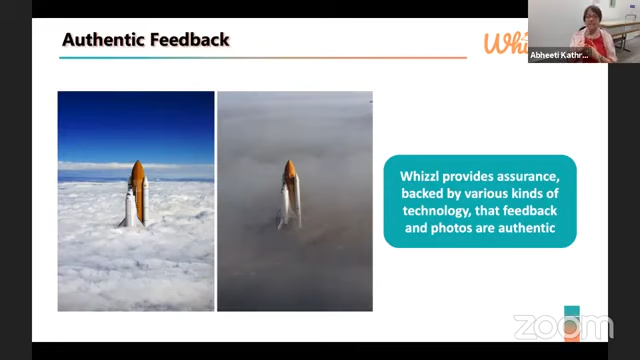 Authentic Feedback
Whi
Abheeti Kathr...
Whizzl provides assurance,
backed by various kinds of
technology, that feedback
and photos are authentic
zoom